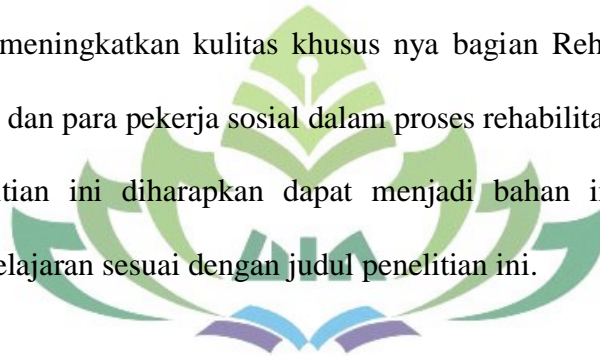 meningkatkan kulitas khusus nya bagian Reh
dan para pekerja sosial dalam proses rehabilita
tian ini diharapkan dapat menjadi bahan i
elajaran sesuai dengan judul penelitian ini.